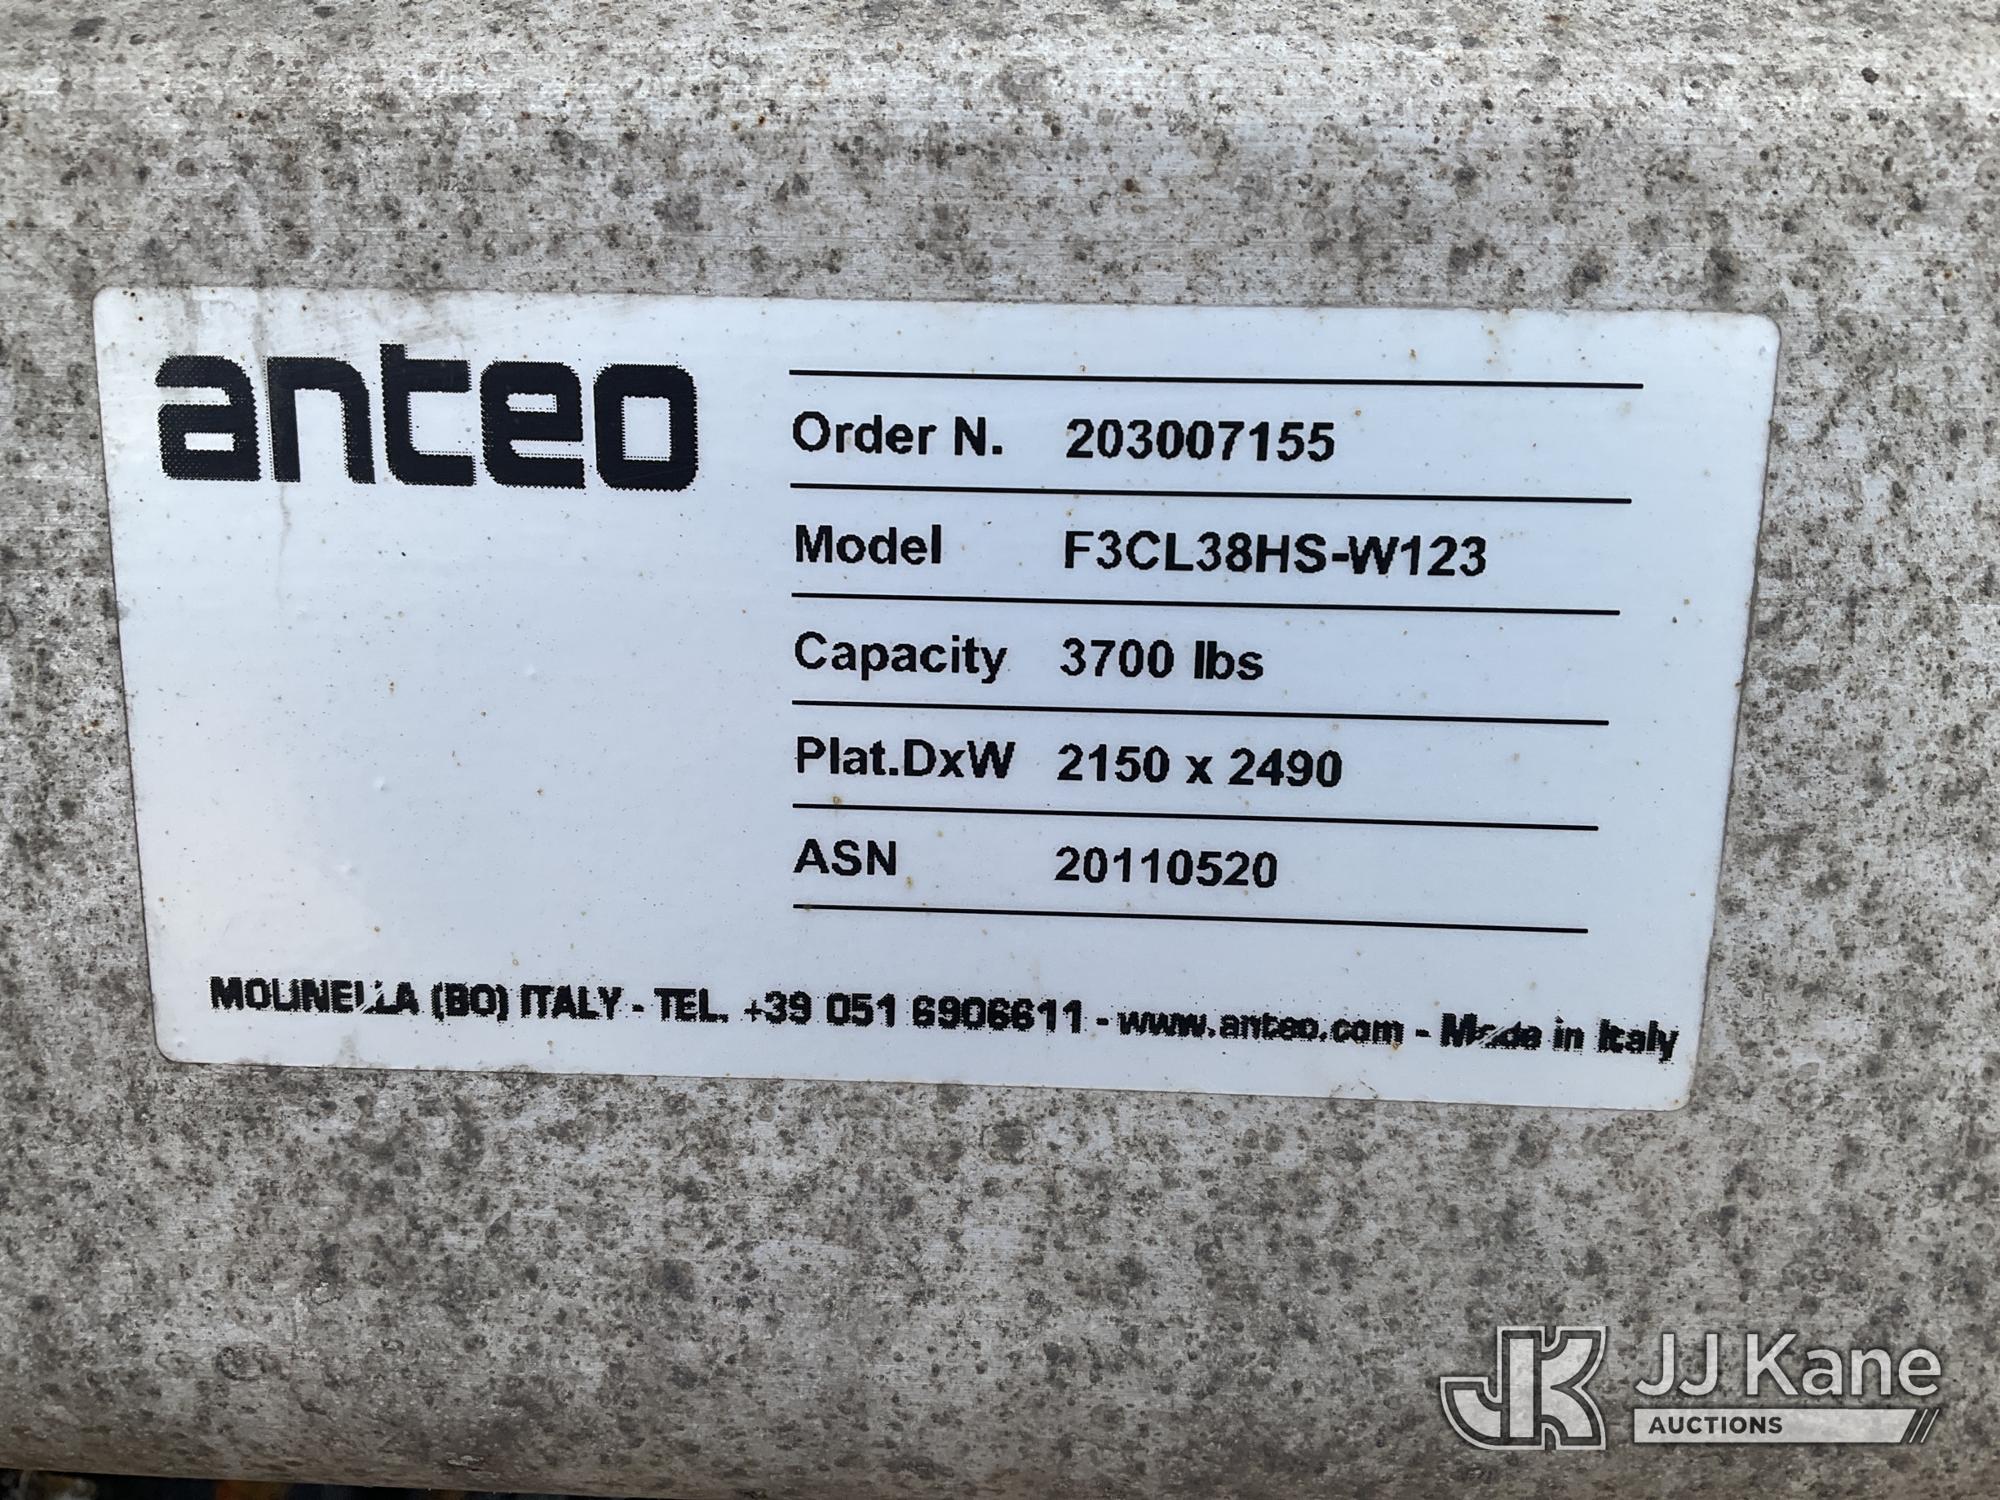 anteo
Order N. 203007155
Model F3CL38HS-W123
Capacity 3700 lbs
Plat.DxW 2150 x 2490
ASN 20110520
MOLINELLA (BO) ITALY - TEL. +39 051 6906611 - www.anteo.com - Made in Italy
JK JJ Kane
AUCTIONS